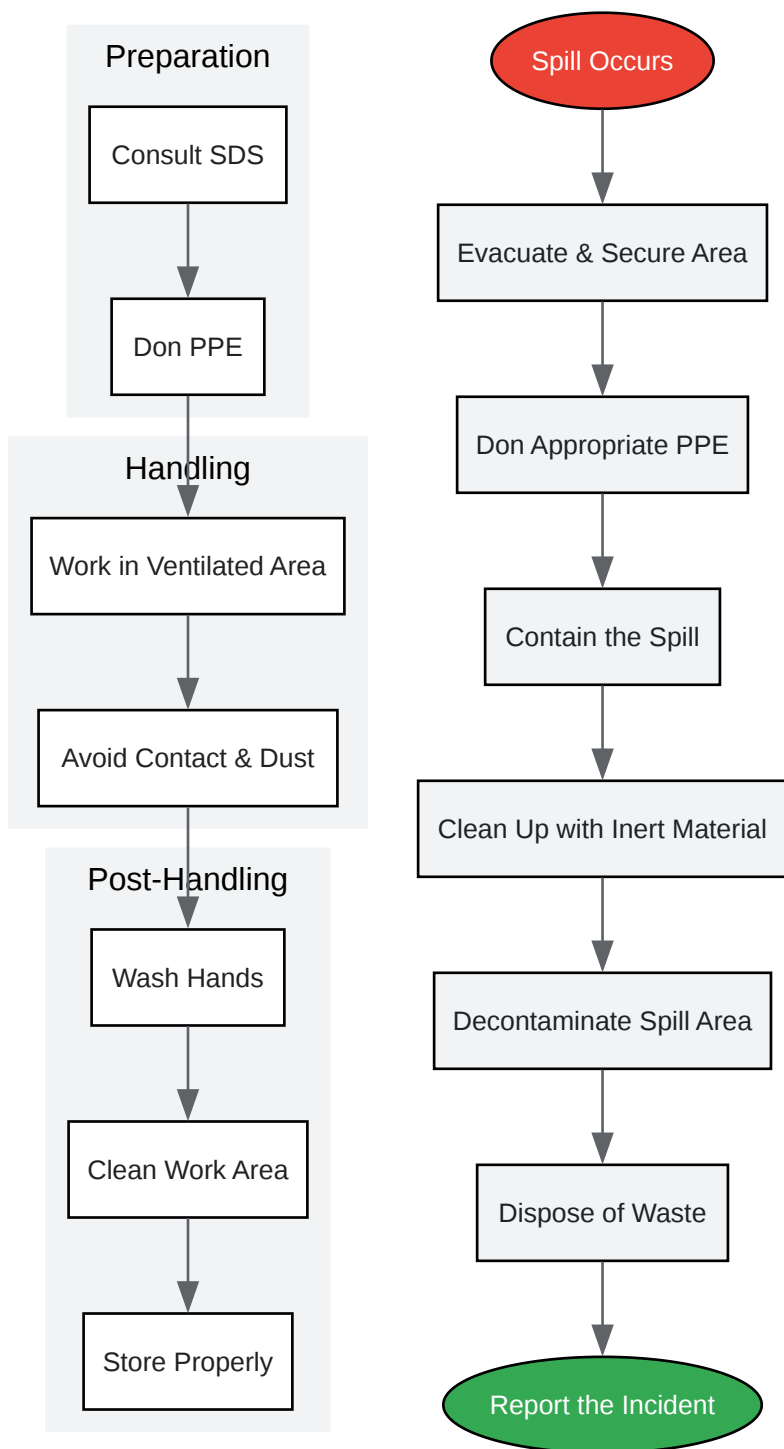 Preparation
Consult SDS
Don PPE
Handling
Work in Ventilated Area
Avoid Contact & Dust
Post-Handling
Wash Hands
Clean Work Area
Store Properly
Spill Occurs
Evacuate & Secure Area
Don Appropriate PPE
Contain the Spill
Clean Up with Inert Material
Decontaminate Spill Area
Dispose of Waste
Report the Incident